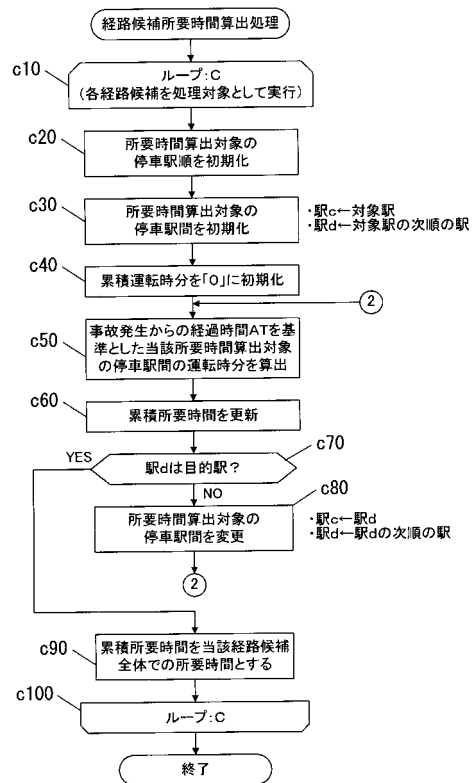 経路候補所要時間算出処理
c10
ループ：C
（各経路候補を処理対象として実行）
c20
所要時間算出対象の
停車駅順を初期化
c30
所要時間算出対象の
停車駅間を初期化
・駅c←対象駅
・駅d←対象駅の次順の駅
c40
累積運転時分を「0」に初期化
2
c50
事故発生からの経過時間ATを基
準とした当該所要時間算出対象
の停車駅間の運転時分を算出
c60
累積所要時間を更新
c70
YES
駅dは目的駅？
NO
c80
所要時間算出対象の
停車駅間を変更
・駅c←駅d
・駅d←駅dの次順の駅
2
c90
累積所要時間を当該経路候補
全体での所要時間とする
c100
ループ：C
終了